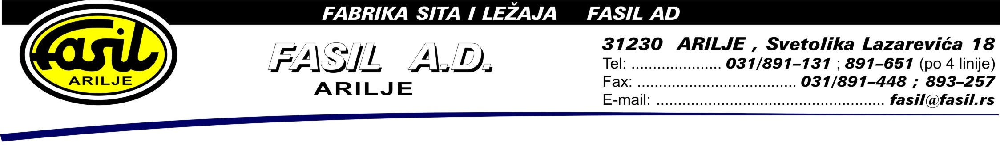 FABRIKA SITA I LEŽAJA FASIL AD
Fasil
ARILJE
FASIL A.D.
ARILJE
31230 ARILJE , Svetolika Lazarevića 18
Tel: ..................... 031/891–131 ; 891–651 (po 4 linije)
Fax: ..................................... 031/891–448 ; 893–257
E-mail: ..................................................... fasil@fasil.rs